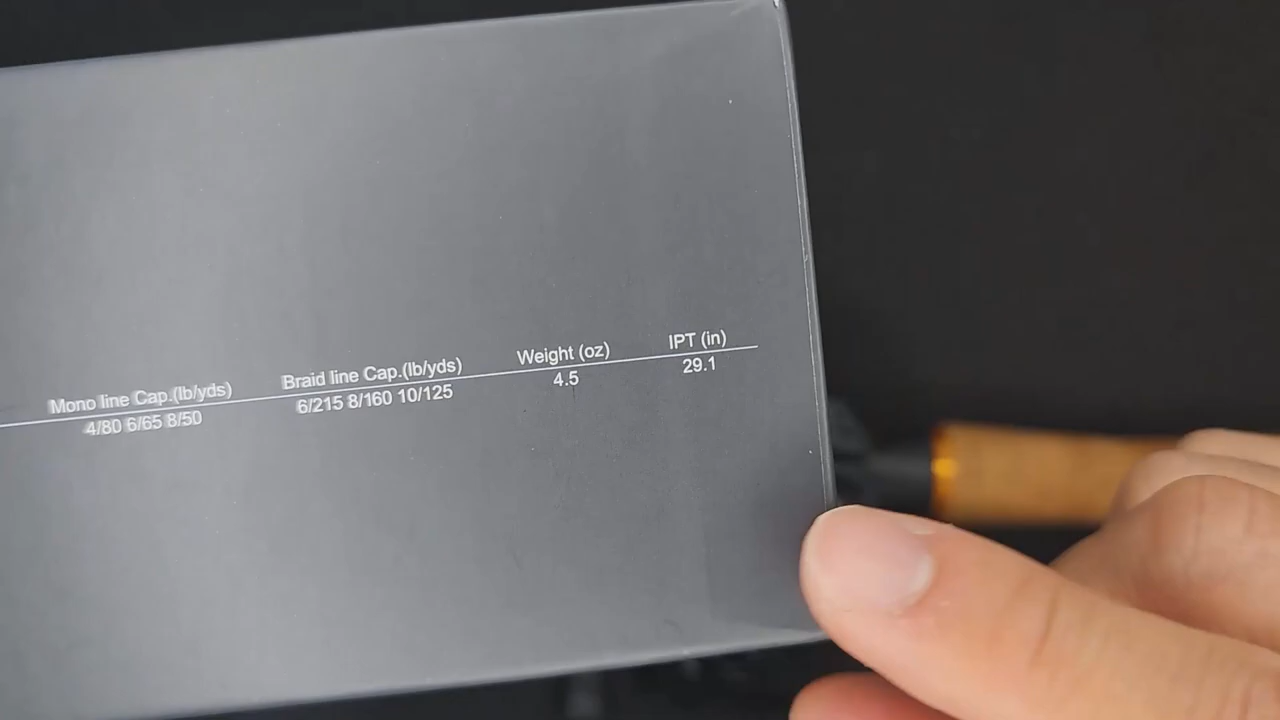 Mono line Cap.(lb/yds) Braid line Cap.(lb/yds) Weight (oz) IPT (in)
4/80 6/65 8/50 6/215 8/160 10/125 4.5 29.1